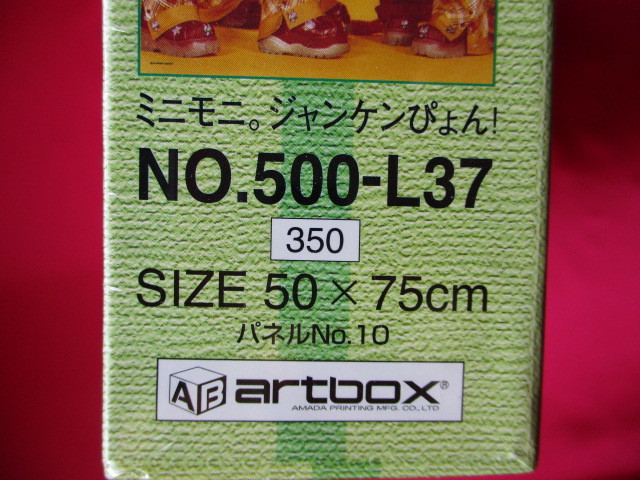 ミニモニ。ジャンケンぴょん!
NO.500-L37
350
SIZE 50×75cm
パネルNo.10
AB artbox®
AMADA PRINTING MFG. CO., LTD